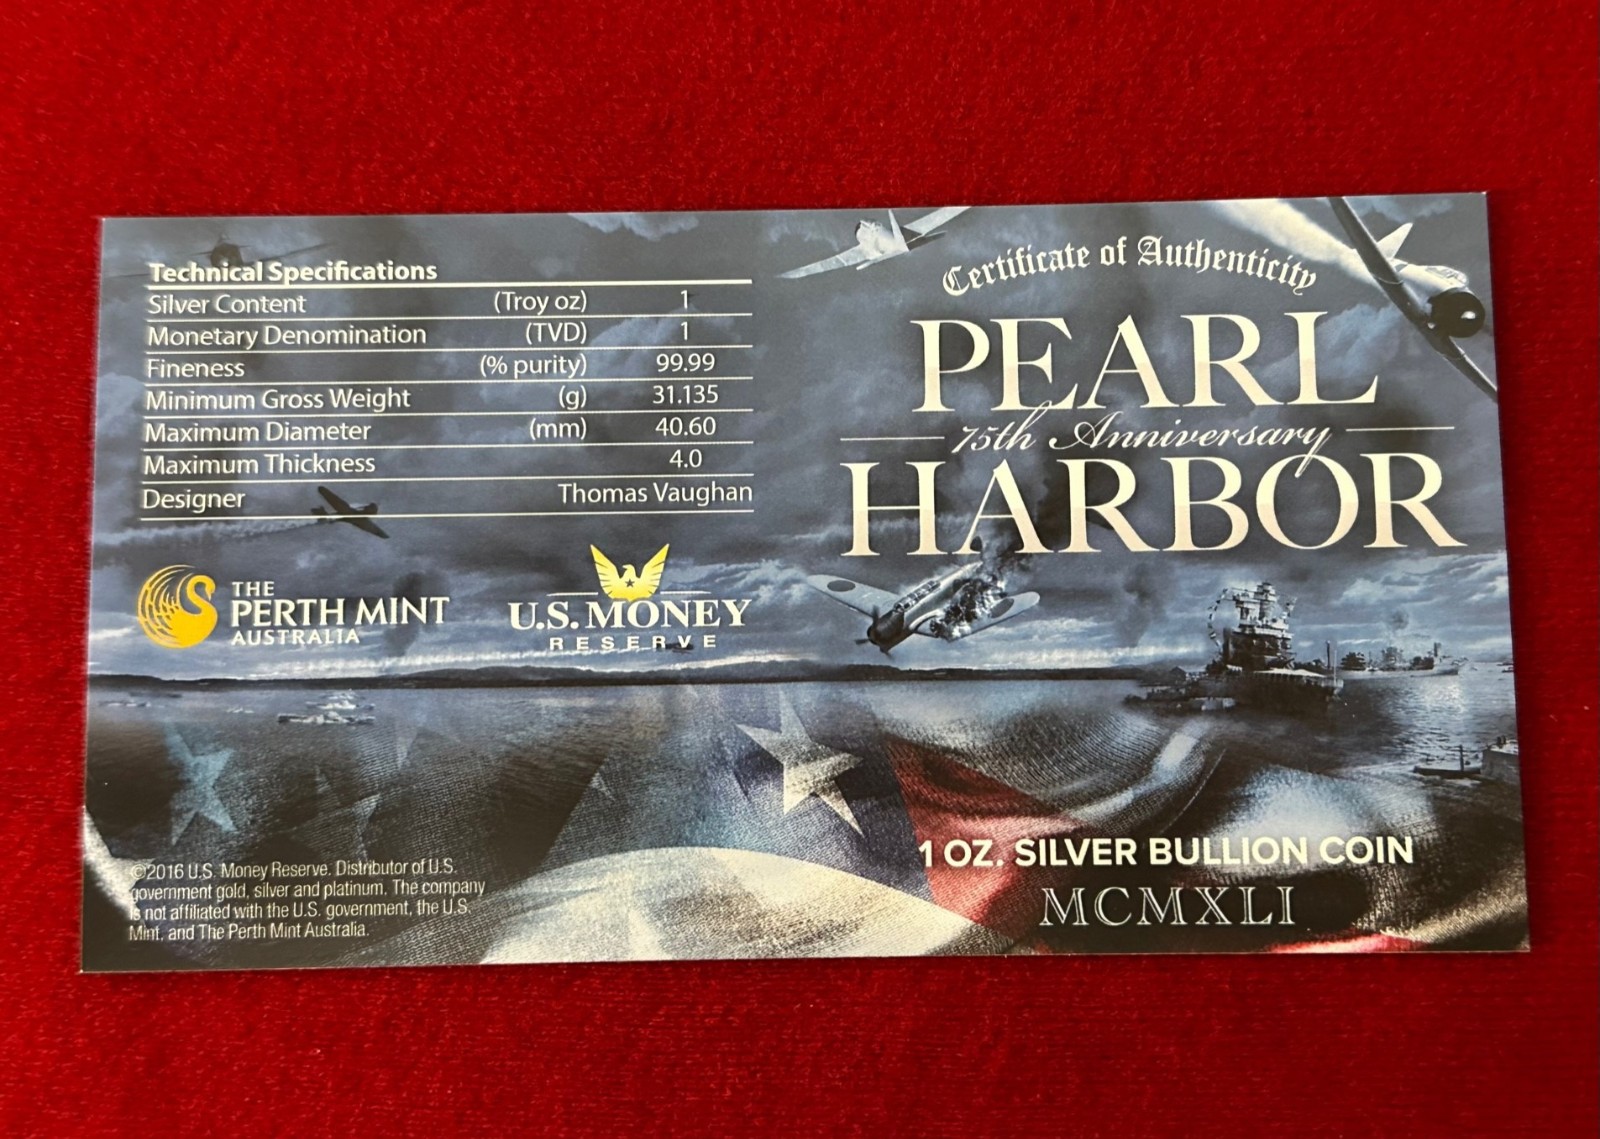 Technical Specifications
Silver Content (Troy oz) 1
Monetary Denomination (TVD) 1
Fineness (% purity) 99.99
Minimum Gross Weight (g) 31.135
Maximum Diameter (mm) 40.60
Maximum Thickness 4.0
Designer Thomas Vaughan
THE
PERTH MINT
AUSTRALIA
U.S. MONEY
RESERVE
©2016 U.S. Money Reserve. Distributor of U.S.
government gold, silver and platinum. The company
is not affiliated with the U.S. government, the U.S.
Mint, and The Perth Mint Australia.
Certificate of Authenticity
PEARL
75th Anniversary
HARBOR
1 OZ. SILVER BULLION COIN
MCMXLI